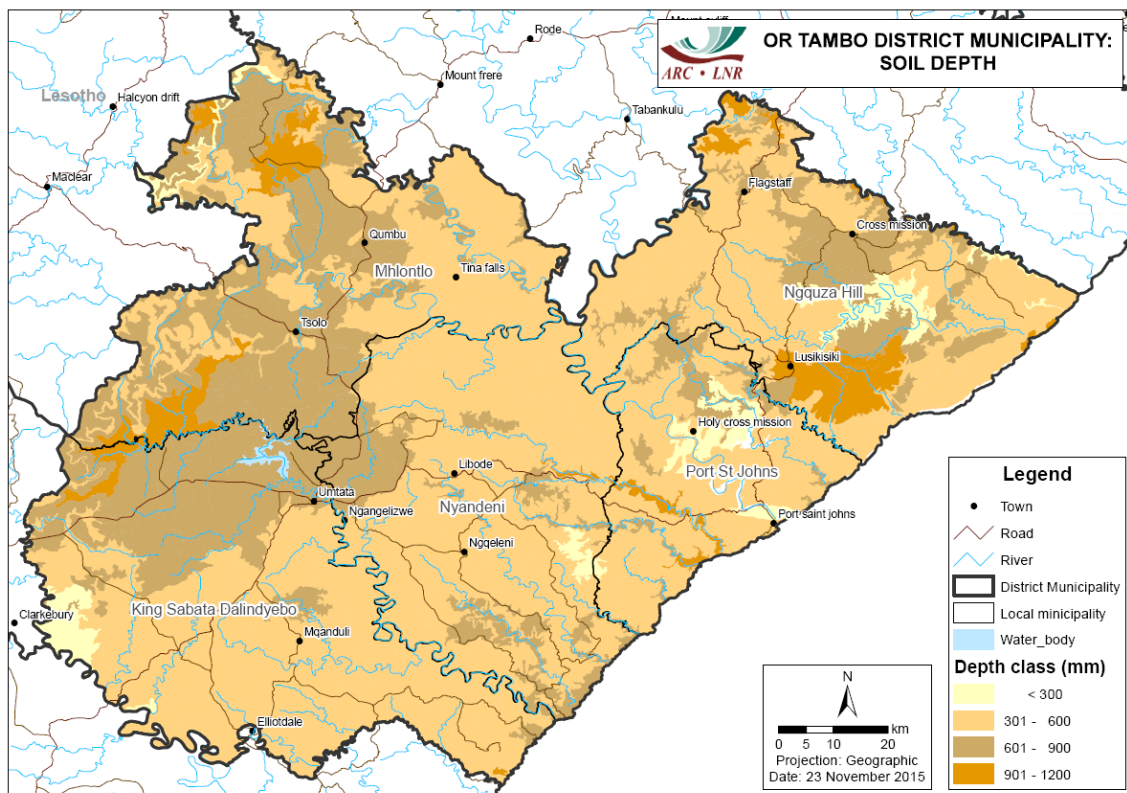 OR TAMBO DISTRICT MUNICIPALITY:
SOIL DEPTH
ARC • LNR
Rode
Mount frere
Lesotho
Halcyon drift
Tabankulu
Maclear
Flagstaff
Qumbu
Cross mission
Mhlontlo
Tina falls
Ngquza Hill
Tsolo
Lusikisiki
Holy cross mission
Libode
Port St Johns
Umtata
Nyandeni
Ngangelizwe
Port saint johns
Ngqeleni
King Sabata Dalindyebo
Clarkebury
Mqanduli
Elliotdale
Legend
Town
Road
River
District Municipality
Local minicipality
Water_body
Depth class (mm)
< 300
301 - 600
601 - 900
901 - 1200
N
km
0 5 10 20
Projection: Geographic
Date: 23 November 2015